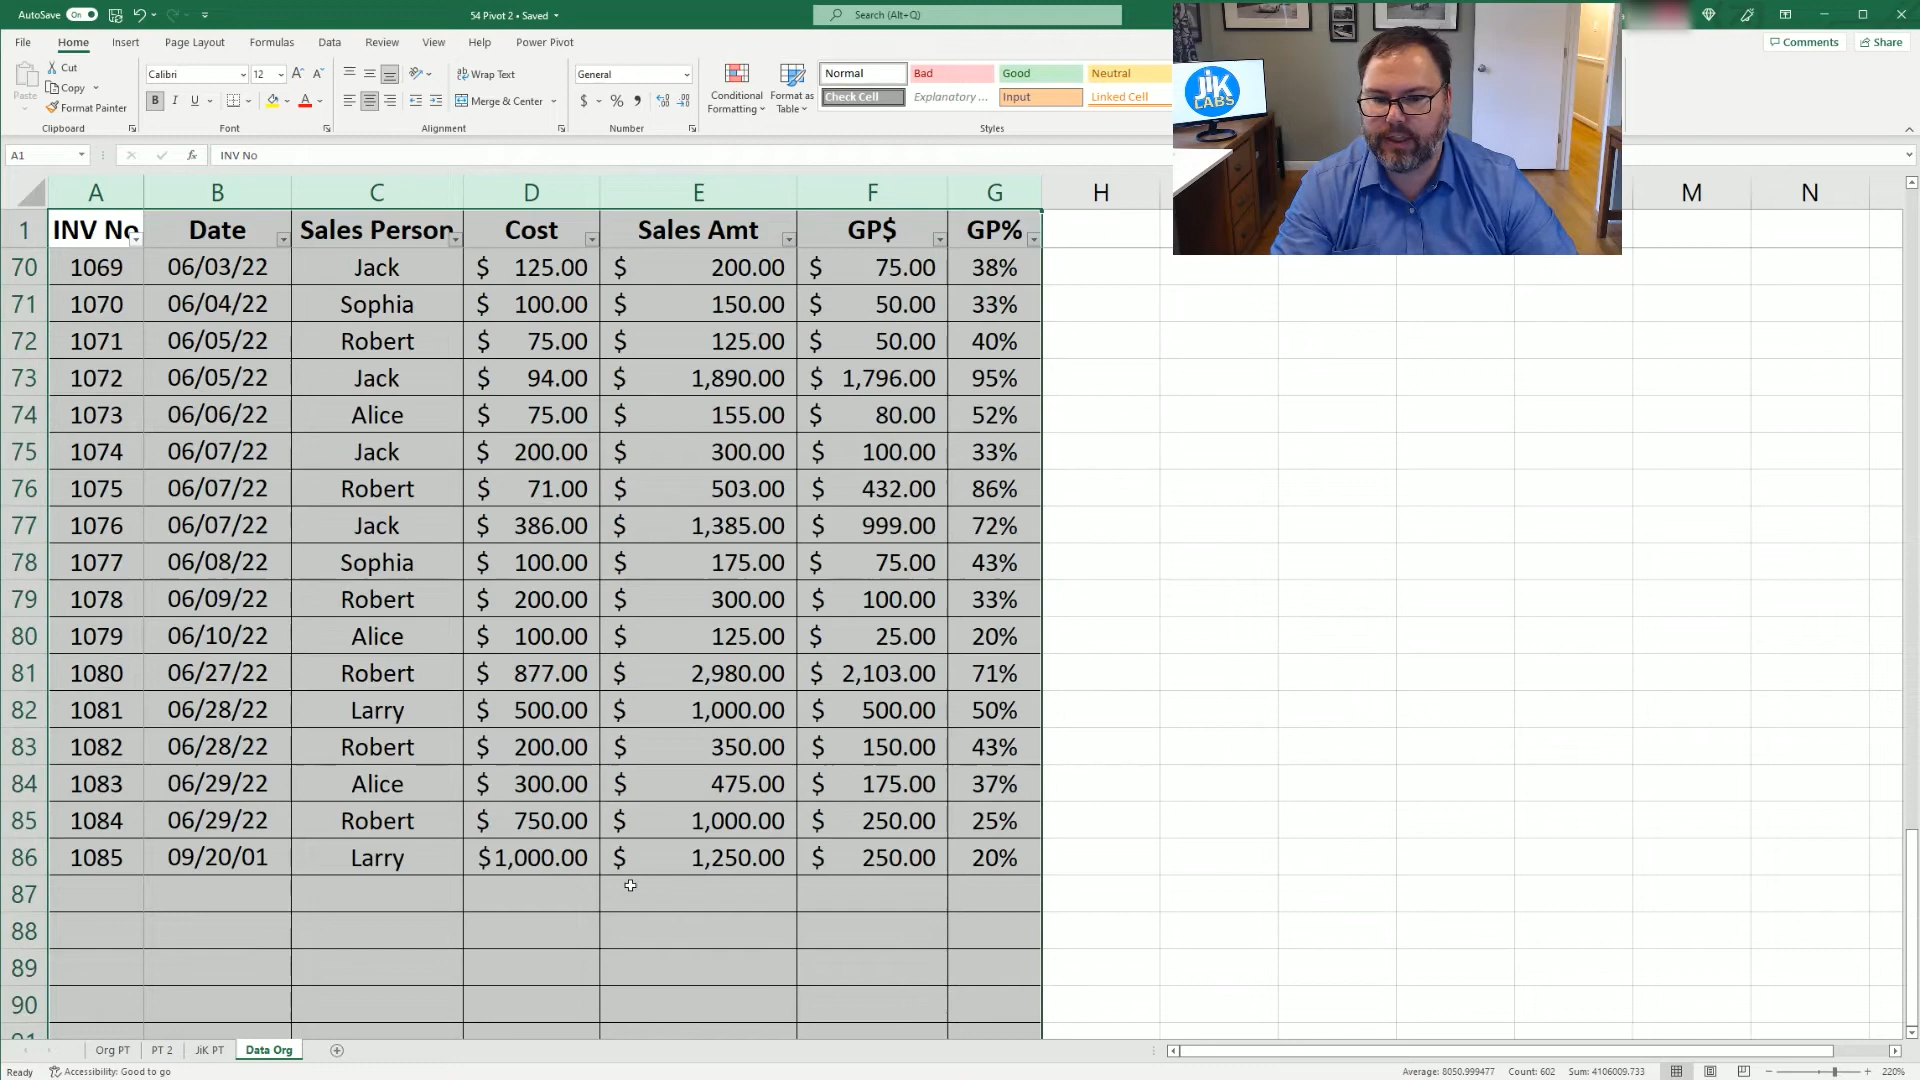 AutoSave On 54 Pivot 2 • Saved Search (Alt+Q)
File Home Insert Page Layout Formulas Data Review View Help Power Pivot Comments Share
Paste Cut Copy Format Painter Clipboard
Calibri 12 A A B I U A Font
Wrap Text Merge & Center Alignment
General $ % , Number
Conditional Formatting Format as Table
Normal Bad Good Neutral
Check Cell Explanatory ... Input Linked Cell
Styles
JiK LABS
A1 fx INV No
A B C D E F G H M N
1 INV No Date Sales Person Cost Sales Amt GP$ GP%
70 1069 06/03/22 Jack $ 125.00 $ 200.00 $ 75.00 38%
71 1070 06/04/22 Sophia $ 100.00 $ 150.00 $ 50.00 33%
72 1071 06/05/22 Robert $ 75.00 $ 125.00 $ 50.00 40%
73 1072 06/05/22 Jack $ 94.00 $ 1,890.00 $ 1,796.00 95%
74 1073 06/06/22 Alice $ 75.00 $ 155.00 $ 80.00 52%
75 1074 06/07/22 Jack $ 200.00 $ 300.00 $ 100.00 33%
76 1075 06/07/22 Robert $ 71.00 $ 503.00 $ 432.00 86%
77 1076 06/07/22 Jack $ 386.00 $ 1,385.00 $ 999.00 72%
78 1077 06/08/22 Sophia $ 100.00 $ 175.00 $ 75.00 43%
79 1078 06/09/22 Robert $ 200.00 $ 300.00 $ 100.00 33%
80 1079 06/10/22 Alice $ 100.00 $ 125.00 $ 25.00 20%
81 1080 06/27/22 Robert $ 877.00 $ 2,980.00 $ 2,103.00 71%
82 1081 06/28/22 Larry $ 500.00 $ 1,000.00 $ 500.00 50%
83 1082 06/28/22 Robert $ 200.00 $ 350.00 $ 150.00 43%
84 1083 06/29/22 Alice $ 300.00 $ 475.00 $ 175.00 37%
85 1084 06/29/22 Robert $ 750.00 $ 1,000.00 $ 250.00 25%
86 1085 09/20/01 Larry $1,000.00 $ 1,250.00 $ 250.00 20%
87
88
89
90
Org PT PT 2 JiK PT Data Org
Ready Accessibility: Good to go Average: 8050.999477 Count: 602 Sum: 4106009.733 220%